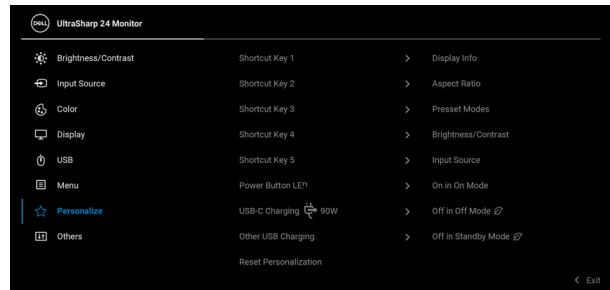 DELL UltraSharp 24 Monitor
Brightness/Contrast Shortcut Key 1 > Display Info
Input Source Shortcut Key 2 > Aspect Ratio
Color Shortcut Key 3 > Presset Modes
Display Shortcut Key 4 > Brightness/Contrast
USB Shortcut Key 5 > Input Source
Menu Power Button LED > On in On Mode
Personalize USB-C Charging 90W > Off in Off Mode
Others Other USB Charging > Off in Standby Mode
Reset Personalization
< Exit